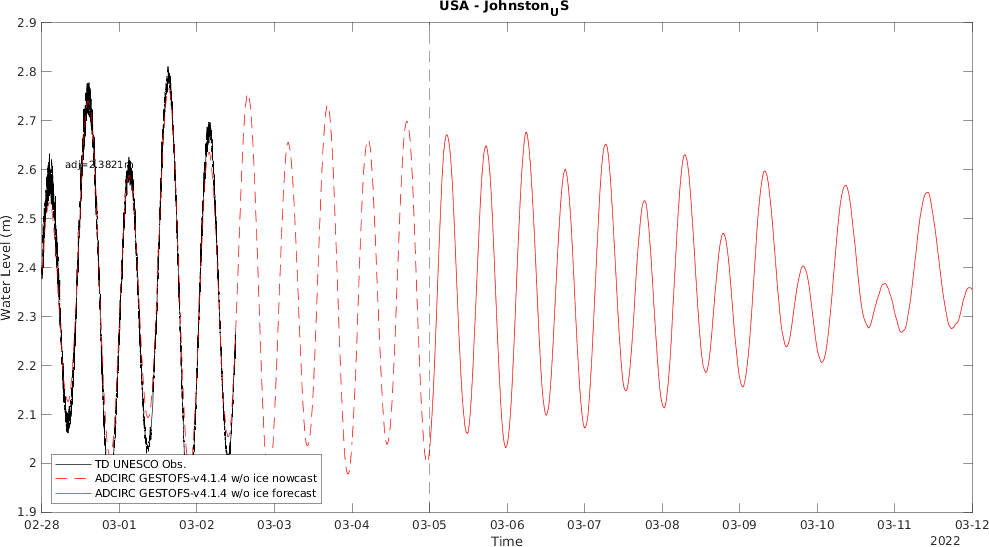 USA - Johnston_US
2.9
2.8
2.7
2.6
2.5
2.4
2.3
2.2
2.1
2
1.9
Water Level (m)
adj=2.3821m
TD UNESCO Obs.
ADCIRC GESTOFS-v4.1.4 w/o ice nowcast
ADCIRC GESTOFS-v4.1.4 w/o ice forecast
02-28 03-01 03-02 03-03 03-04 03-05 03-06 03-07 03-08 03-09 03-10 03-11 03-12
Time
2022